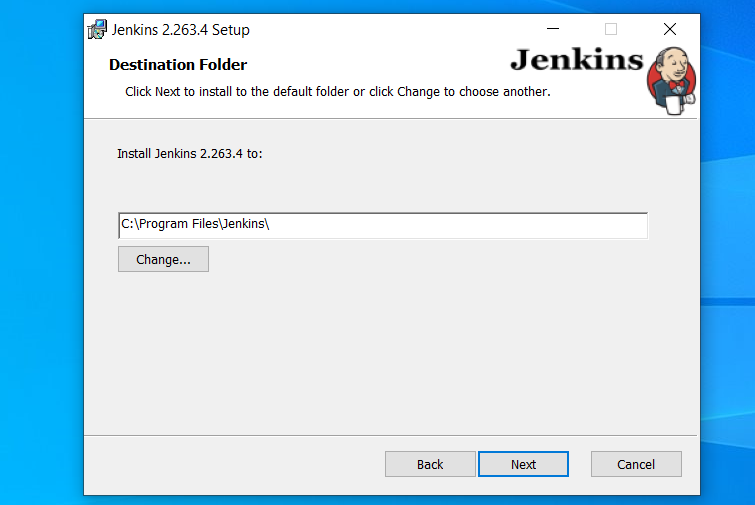 Jenkins 2.263.4 Setup
Destination Folder
Jenkins
Click Next to install to the default folder or click Change to choose another.
Install Jenkins 2.263.4 to:
C:\Program Files\Jenkins\
Change...
Back
Next
Cancel